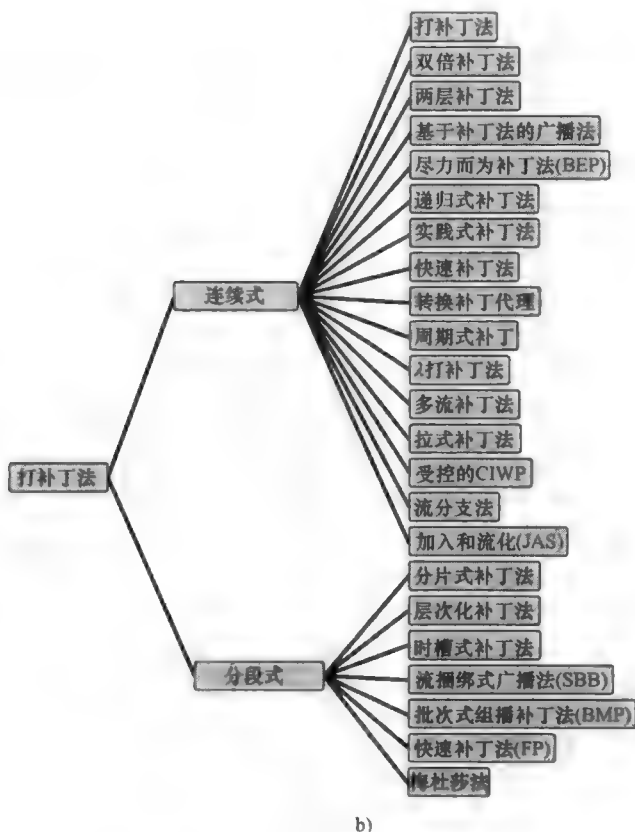 打补丁法
双倍补丁法
两层补丁法
基于补丁法的广播法
尽力而为补丁法(BEP)
递归式补丁法
实践式补丁法
快速补丁法
连续式
转换补丁代理
周期式补丁
λ打补丁法
多流补丁法
拉式补丁法
打补丁法
受控的CIWP
流分支法
加入和流化(JAS)
分片式补丁法
层次化补丁法
时槽式补丁法
分段式
流捆绑式广播法(SBB)
批次式组播补丁法(BMP)
快速补丁法(FP)
梅杜莎法
b)